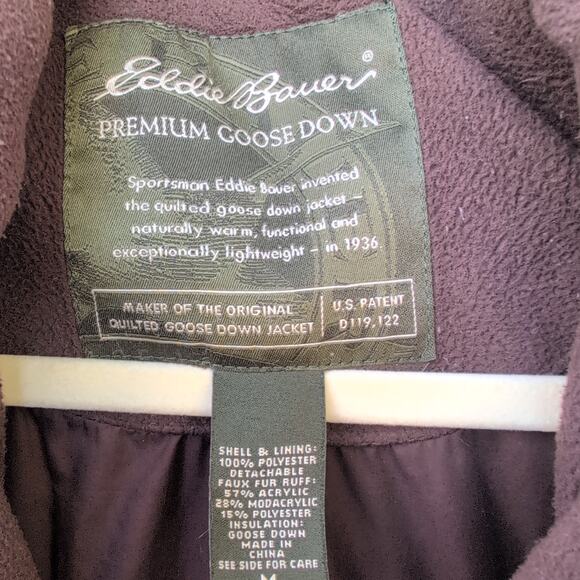 Eddie Bauer®
PREMIUM GOOSE DOWN
Sportsman Eddie Bauer invented
the quilted goose down jacket –
naturally warm, functional and
exceptionally lightweight – in 1936.
MAKER OF THE ORIGINAL
QUILTED GOOSE DOWN JACKET
U.S. PATENT
D119,122
SHELL & LINING:
100% POLYESTER
DETACHABLE
FAUX FUR RUFF:
57% ACRYLIC
28% MODACRYLIC
15% POLYESTER
INSULATION:
GOOSE DOWN
MADE IN
CHINA
SEE SIDE FOR CARE
M